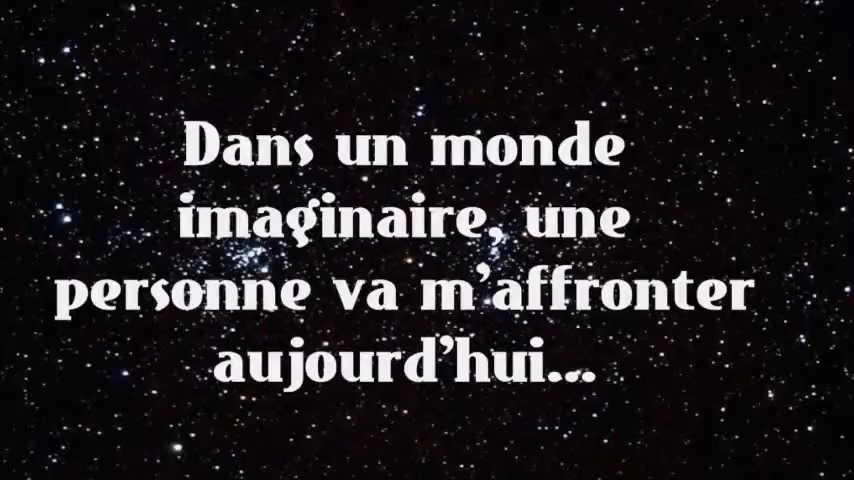 Dans un monde
imaginaire, une
personne va m'affronter
aujourd'hui...